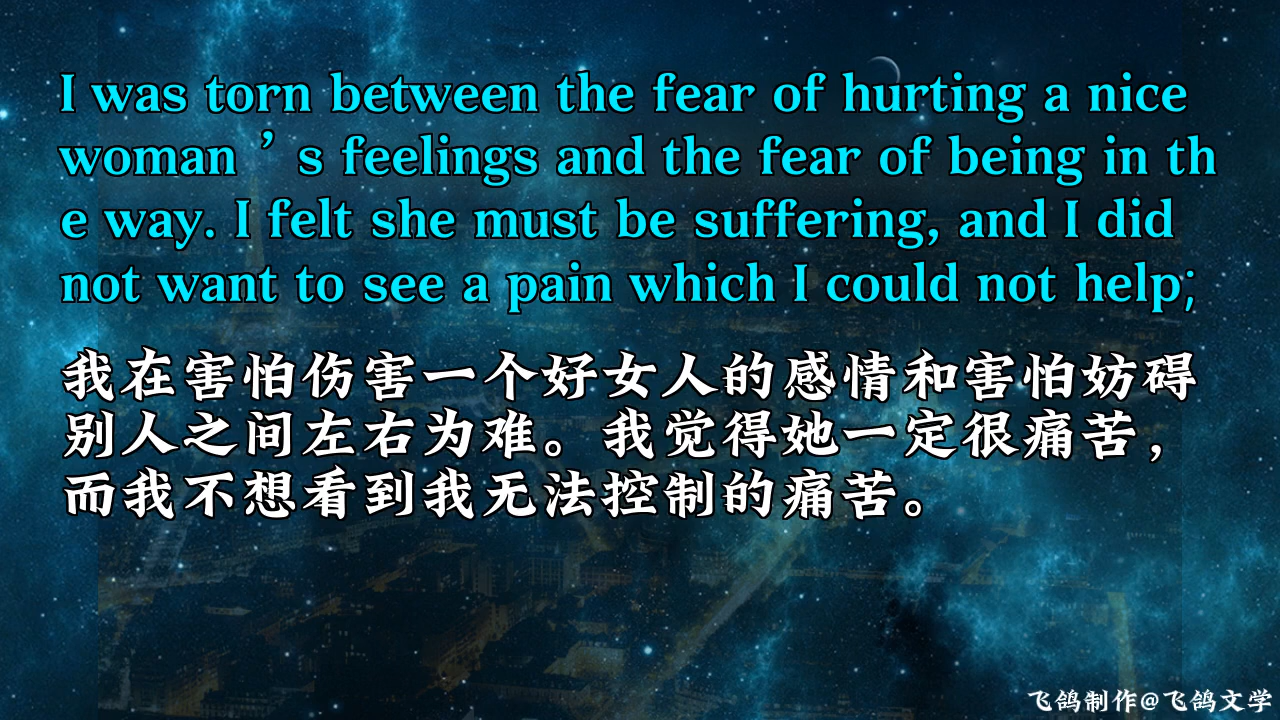 I was torn between the fear of hurting a nice
woman ’ s feelings and the fear of being in th
e way. I felt she must be suffering, and I did
not want to see a pain which I could not help;
我在害怕伤害一个好女人的感情和害怕妨碍
别人之间左右为难。我觉得她一定很痛苦，
而我不想看到我无法控制的痛苦。
飞鸽制作@飞鸽文学